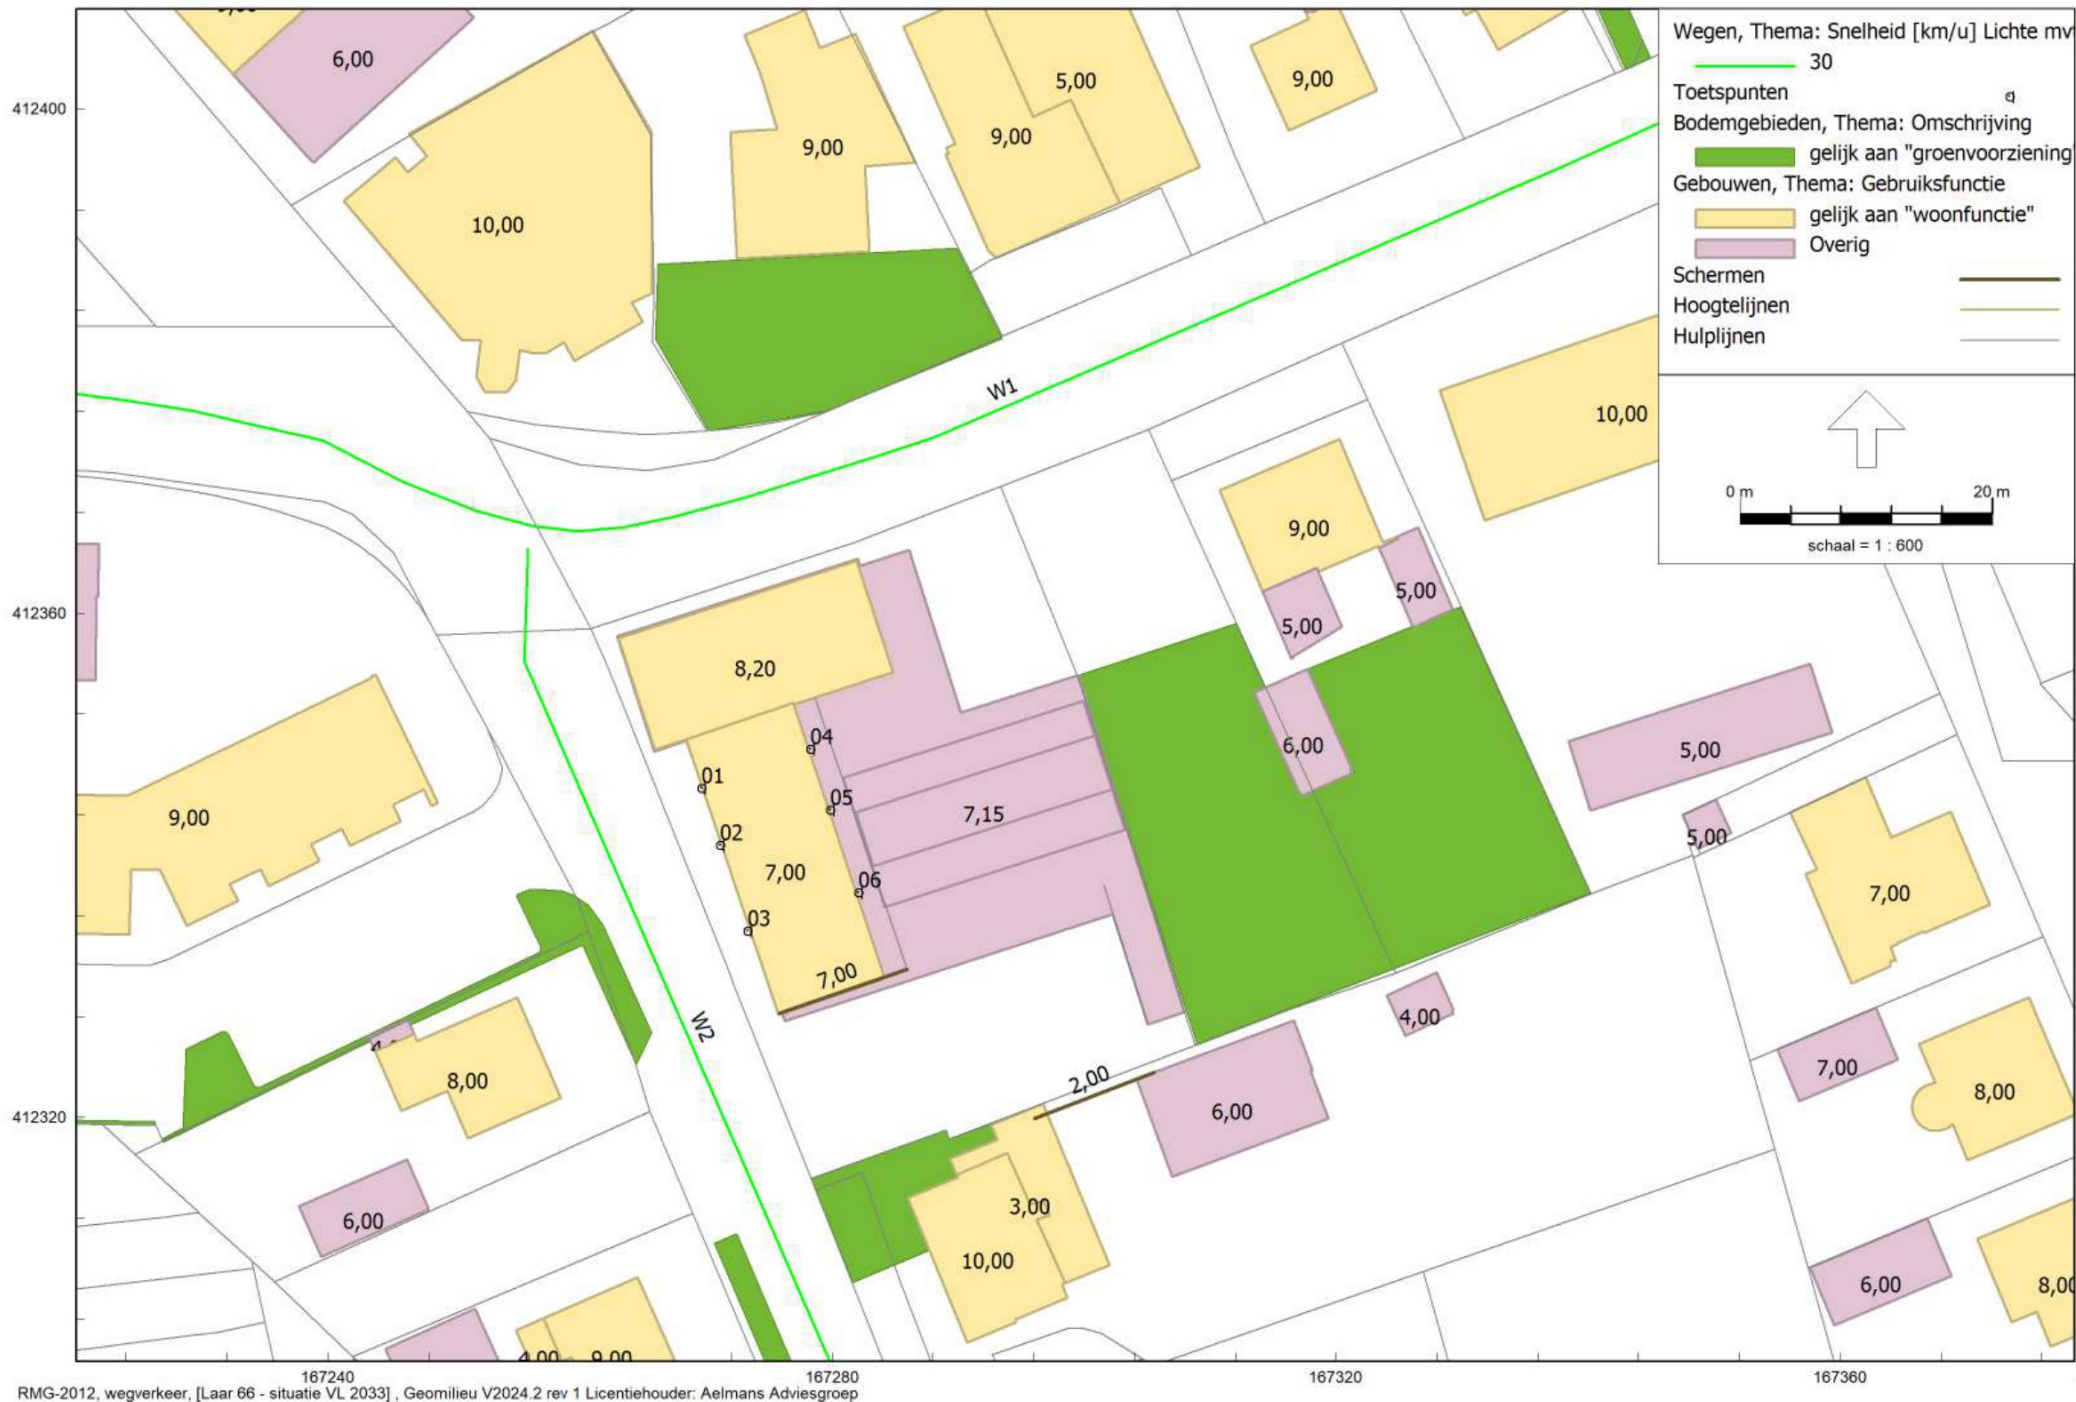 Wegen, Thema: Snelheid [km/u] Lichte mv
30
Toetspunten
Bodemgebieden, Thema: Omschrijving
gelijk aan "groenvoorziening"
Gebouwen, Thema: Gebruiksfunctie
gelijk aan "woonfunctie"
Overig
Schermen
Hoogtelijnen
Hulplijnen
0 m 20 m
schaal = 1 : 600
412400
412360
412320
9,00
6,00
5,00
9,00
9,00
9,00
10,00
W1
10,00
9,00
5,00
5,00
8,20
04
6,00
5,00
01
05
7,15
9,00
02
5,00
7,00
06
7,00
03
7,00
W2
4,00
2,00
7,00
8,00
8,00
6,00
3,00
6,00
10,00
6,00
8,00
4,00
9,00
167240 167280 167320 167360
RMG-2012, wegverkeer, [Laar 66 - situatie VL 2033] , Geomilieu V2024.2 rev 1 Licentiehouder: Aelmans Adviesgroep